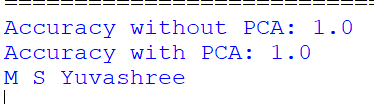 Accuracy without PCA: 1.0
Accuracy with PCA: 1.0
M S Yuvashree